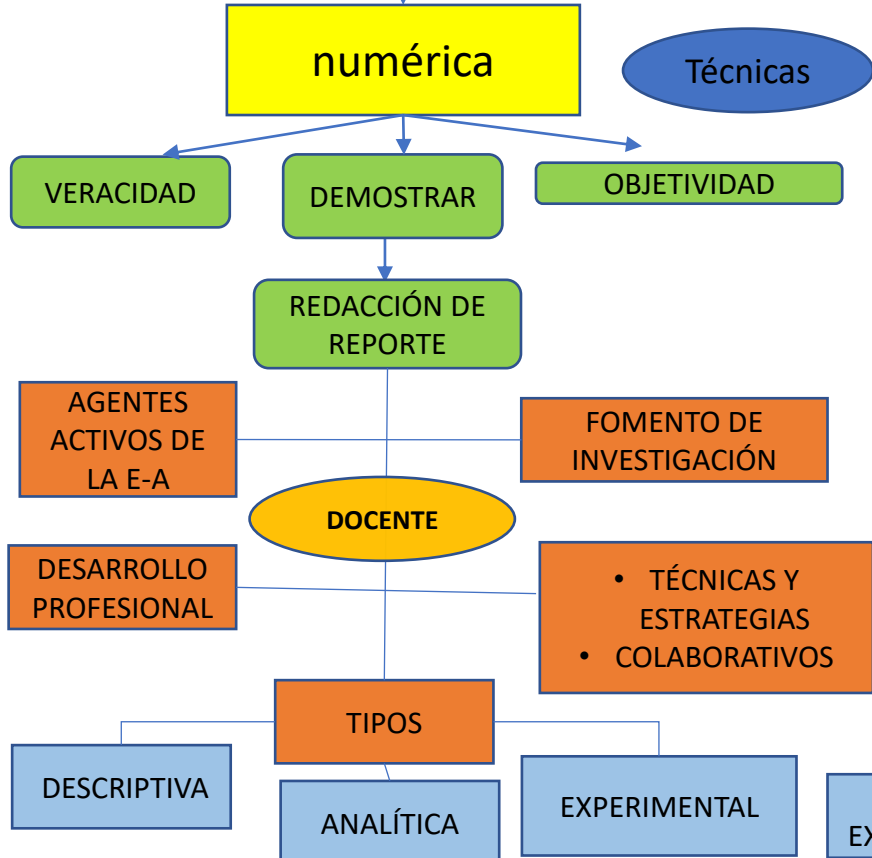 numérica
Técnicas
VERACIDAD
DEMOSTRAR
OBJETIVIDAD
REDACCIÓN DE
REPORTE
AGENTES
ACTIVOS DE
LA E-A
FOMENTO DE
INVESTIGACIÓN
DOCENTE
DESARROLLO
PROFESIONAL
• TÉCNICAS Y
ESTRATEGIAS
• COLABORATIVOS
TIPOS
DESCRIPTIVA
ANALÍTICA
EXPERIMENTAL